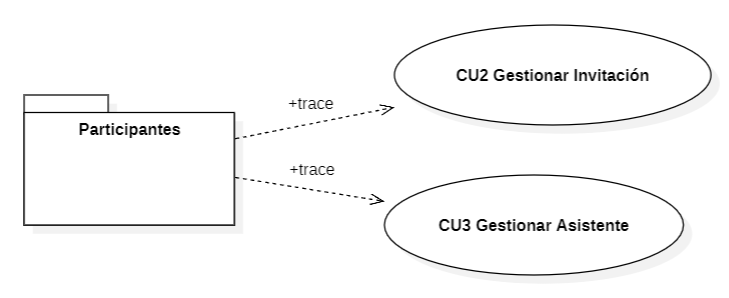 +trace
CU2 Gestionar Invitación
Participantes
+trace
CU3 Gestionar Asistente